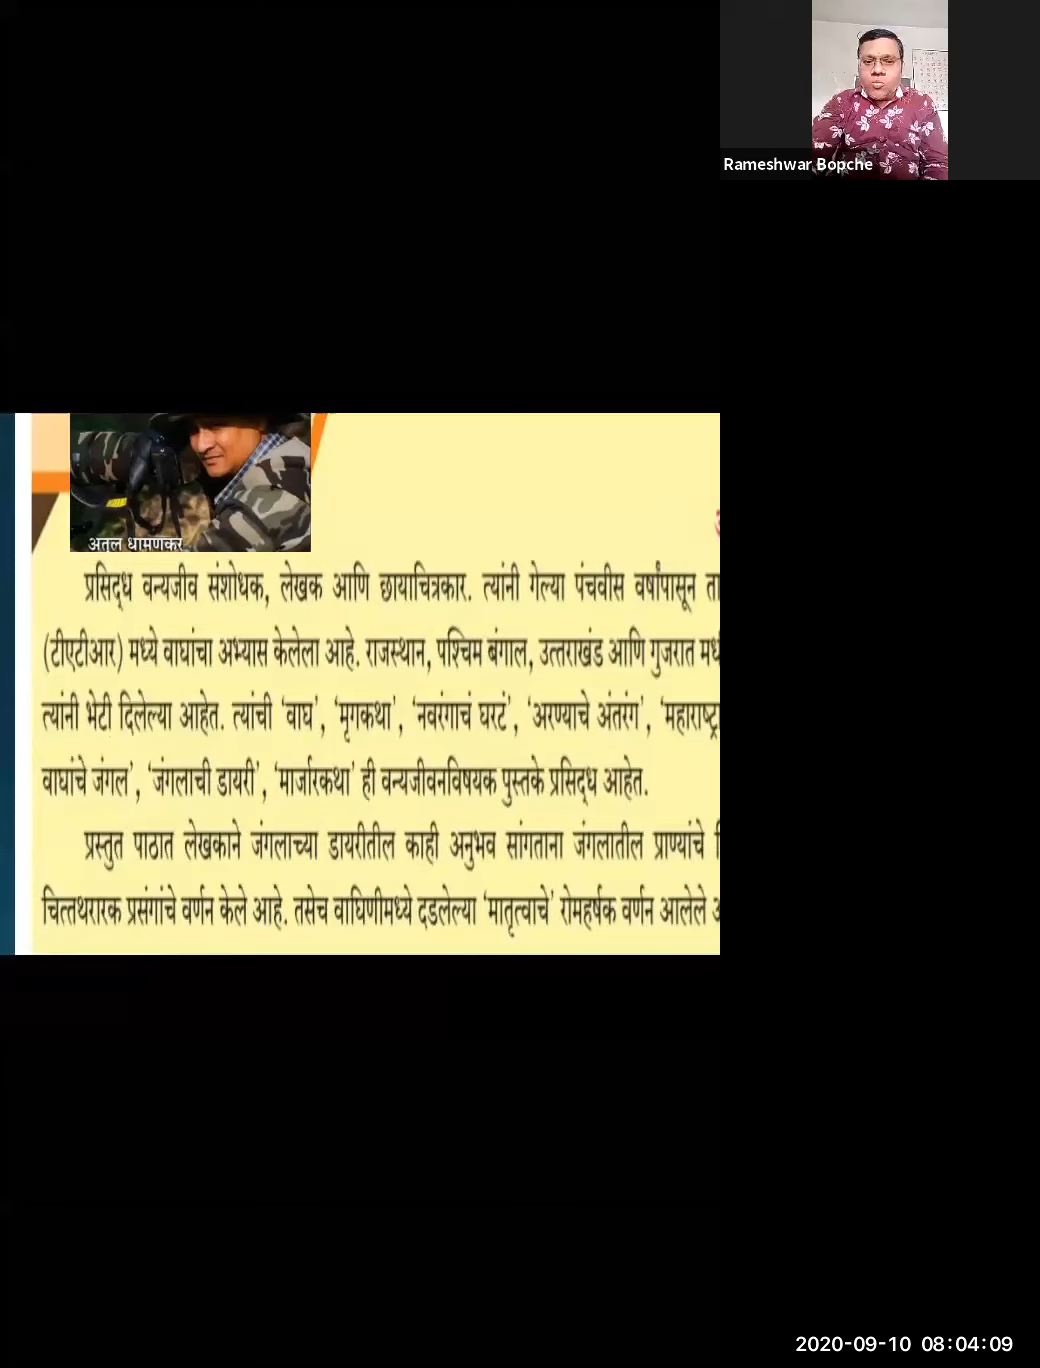 Rameshwar Bopche
अतुल धामणकर
प्रसिद्ध वन्यजीव संशोधक, लेखक आणि छायाचित्रकार. त्यांनी गेल्या पंचवीस वर्षांपासून
(टीएटीआर) मध्ये वाघांचा अभ्यास केलेला आहे. राजस्थान, पश्चिम बंगाल, उत्तराखंड आणि गुजरात
त्यांनी भेटी दिलेल्या आहेत. त्यांची ‘वाघ’, ‘मृगकथा’, ‘नवरंगाचं घरटं’, ‘अरण्याचे अंतरंग’, ‘महाराष्ट्र
वाघांचे जंगल’, ‘जंगलाची डायरी’, ‘मार्जारकथा’ ही वन्यजीवनविषयक पुस्तके प्रसिद्ध आहेत.
प्रस्तुत पाठात लेखकाने जंगलाच्या डायरीतील काही अनुभव सांगताना जंगलातील प्राण्यांचे
चित्तथरारक प्रसंगांचे वर्णन केले आहे. तसेच वाघिणीमध्ये दडलेल्या ‘मातृत्वाचे’ रोमहर्षक वर्णन आलेले
2020-09-10 08:04:09